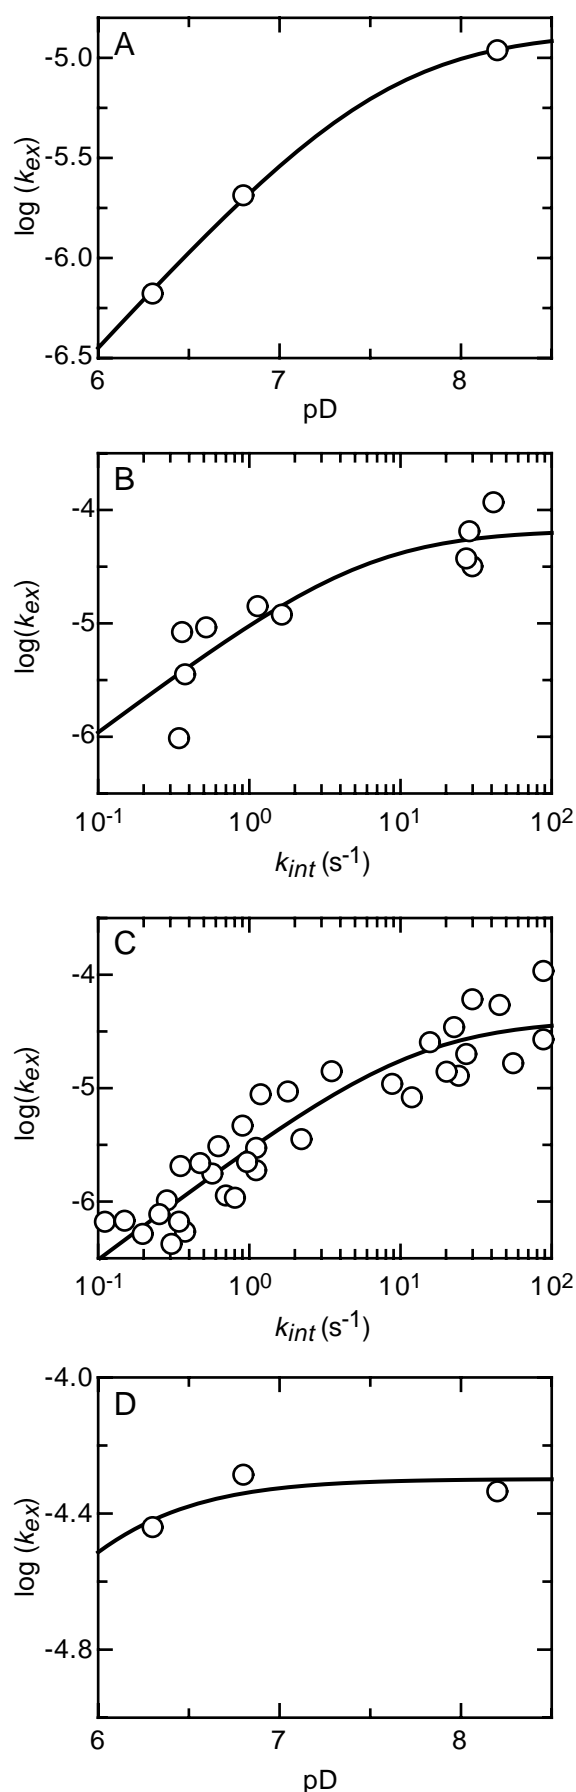 A
-5.0
-5.5
-6.0
-6.5
log (kex)
6 7 8
pD
B
-4
-5
-6
log(kex)
10-1 100 101 102
kint (s-1)
C
-4
-5
-6
log(kex)
10-1 100 101 102
kint (s-1)
D
-4.0
-4.4
-4.8
log (kex)
6 7 8
pD